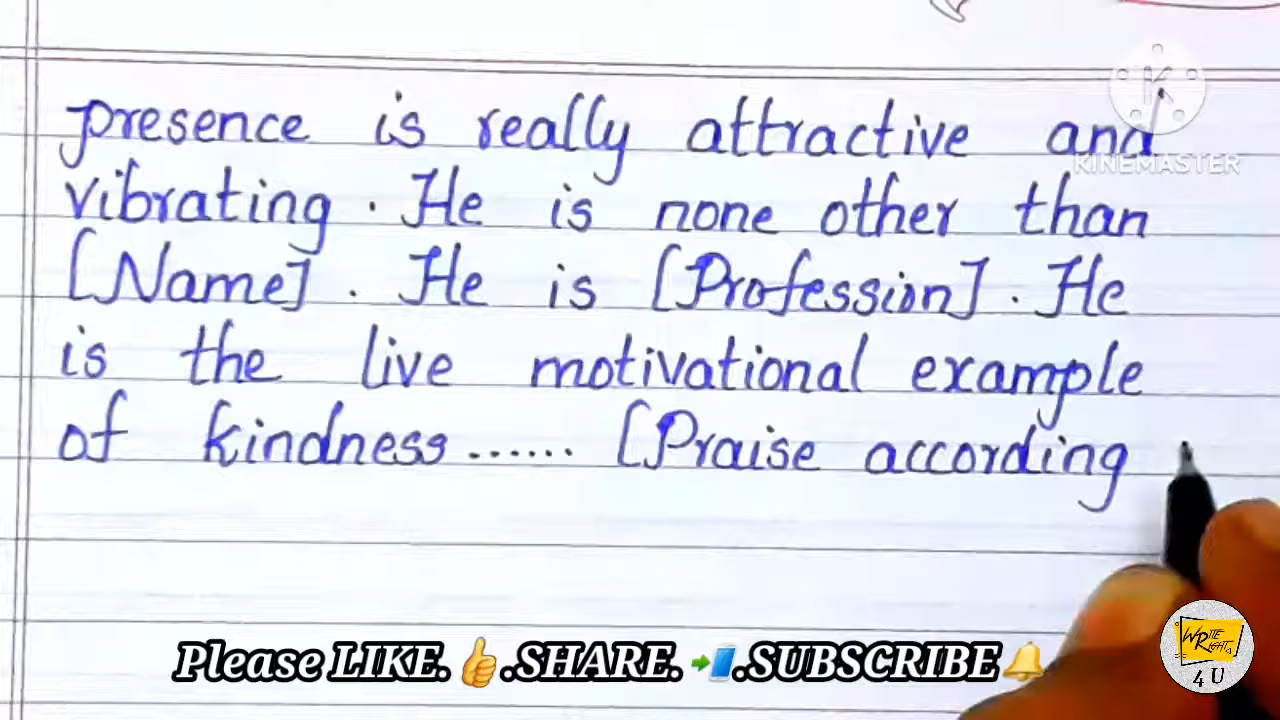 KINEMASTER
presence is really attractive and
vibrating. He is none other than
[Name]. He is [Profession]. He
is the live motivational example
of kindness...... [Praise according
Please LIKE.👍.SHARE.📲.SUBSCRIBE🔔
WRITE
RIGHT
4 U